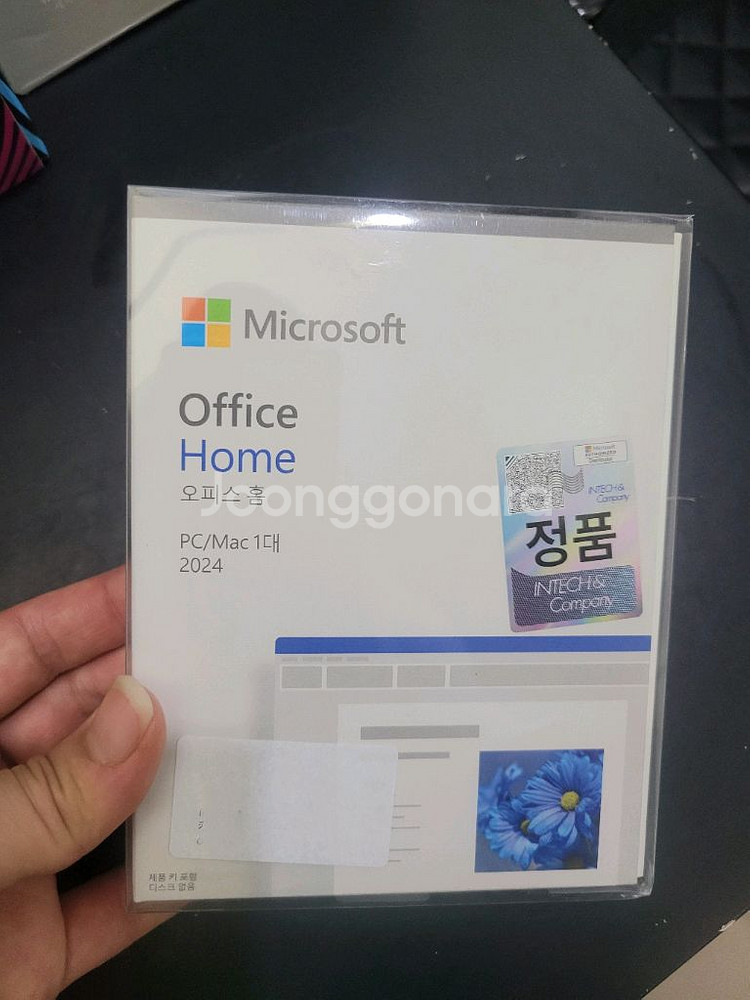 Microsoft
Office
Home
오피스 홈
PC/Mac 1대
2024
Joonggonara
Microsoft
INTECH &
Company
정품
INTECH &
Company
제품 키 포함
디스크 없음